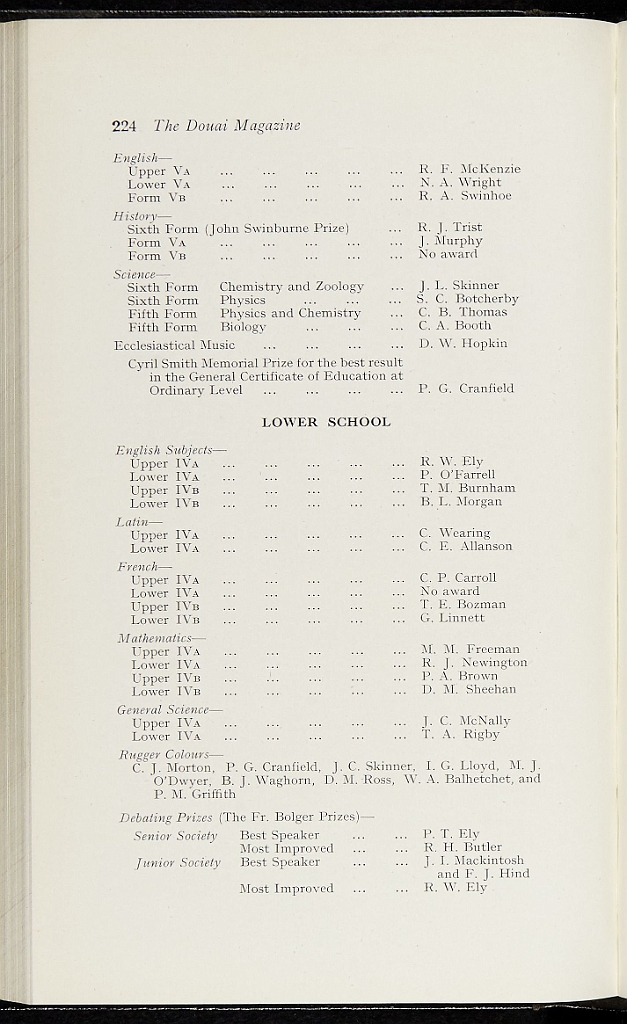 224 The Douai Magazine
English—
Upper VA ... ... ... ... ... R. F. McKenzie
Lower VA ... ... ... ... ... N. A. Wright
Form VB ... ... ... ... ... R. A. Swinhoe
History—
Sixth Form (John Swinburne Prize) ... R. J. Trist
Form VA ... ... ... ... ... J. Murphy
Form VB ... ... ... ... ... No award
Science—
Sixth Form Chemistry and Zoology ... J. L. Skinner
Sixth Form Physics ... ... ... S. C. Botcherby
Fifth Form Physics and Chemistry ... C. B. Thomas
Fifth Form Biology ... ... ... C. A. Booth
Ecclesiastical Music ... ... ... ... D. W. Hopkin
Cyril Smith Memorial Prize for the best result
in the General Certificate of Education at
Ordinary Level ... ... ... ... P. G. Cranfield
LOWER SCHOOL
English Subjects—
Upper IVA ... ... ... ... ... R. W. Ely
Lower IVA ... ... ... ... ... P. O'Farrell
Upper IVB ... ... ... ... ... T. M. Burnham
Lower IVB ... ... ... ... ... B. L. Morgan
Latin—
Upper IVA ... ... ... ... ... C. Wearing
Lower IVA ... ... ... ... ... C. E. Allanson
French—
Upper IVA ... ... ... ... ... C. P. Carroll
Lower IVA ... ... ... ... ... No award
Upper IVB ... ... ... ... ... T. E. Bozman
Lower IVB ... ... ... ... ... G. Linnett
Mathematics—
Upper IVA ... ... ... ... ... M. M. Freeman
Lower IVA ... ... ... ... ... R. J. Newington
Upper IVB ... ... ... ... ... P. A. Brown
Lower IVB ... ... ... ... ... D. M. Sheehan
General Science—
Upper IVA ... ... ... ... ... J. C. McNally
Lower IVA ... ... ... ... ... T. A. Rigby
Rugger Colours—
C. J. Morton, P. G. Cranfield, J. C. Skinner, I. G. Lloyd, M. J.
O'Dwyer, B. J. Waghorn, D. M. Ross, W. A. Balhetchet, and
P. M. Griffith
Debating Prizes (The Fr. Bolger Prizes)—
Senior Society Best Speaker ... ... P. T. Ely
Most Improved ... ... R. H. Butler
Junior Society Best Speaker ... ... J. I. Mackintosh
and F. J. Hind
Most Improved ... ... R. W. Ely